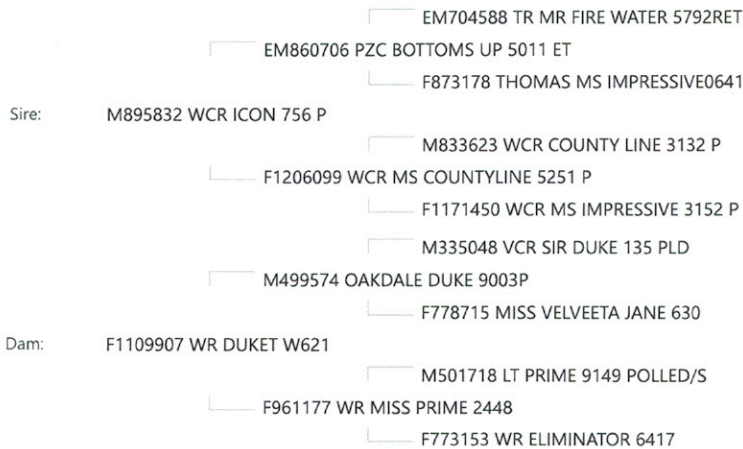 EM704588 TR MR FIRE WATER 5792RET
EM860706 PZC BOTTOMS UP 5011 ET
F873178 THOMAS MS IMPRESSIVE0641
Sire: M895832 WCR ICON 756 P
M833623 WCR COUNTY LINE 3132 P
F1206099 WCR MS COUNTYLINE 5251 P
F1171450 WCR MS IMPRESSIVE 3152 P
M335048 VCR SIR DUKE 135 PLD
M499574 OAKDALE DUKE 9003P
F778715 MISS VELVEETA JANE 630
Dam: F1109907 WR DUKET W621
M501718 LT PRIME 9149 POLLED/S
F961177 WR MISS PRIME 2448
F773153 WR ELIMINATOR 6417